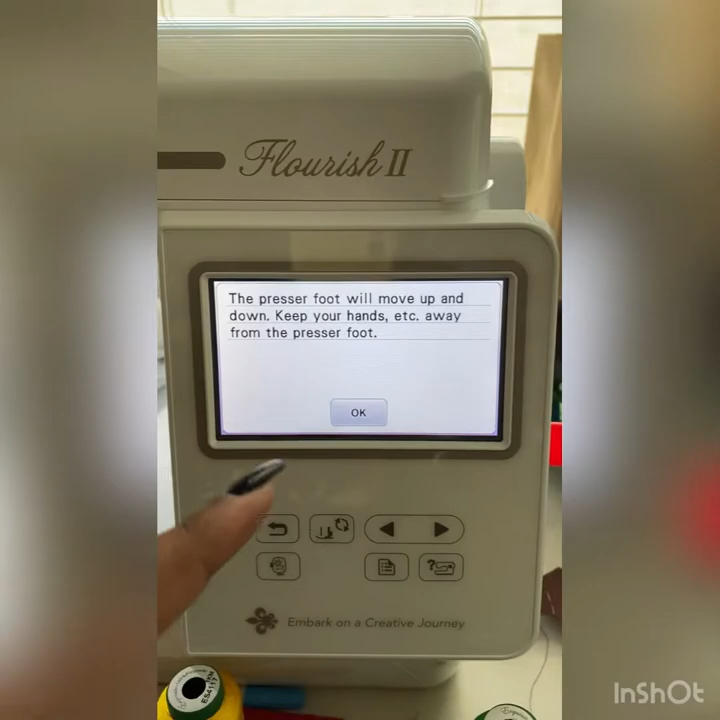 Flourish II
The presser foot will move up and
down. Keep your hands, etc. away
from the presser foot.
OK
?
Embark on a Creative Journey
ES4117
InShOt